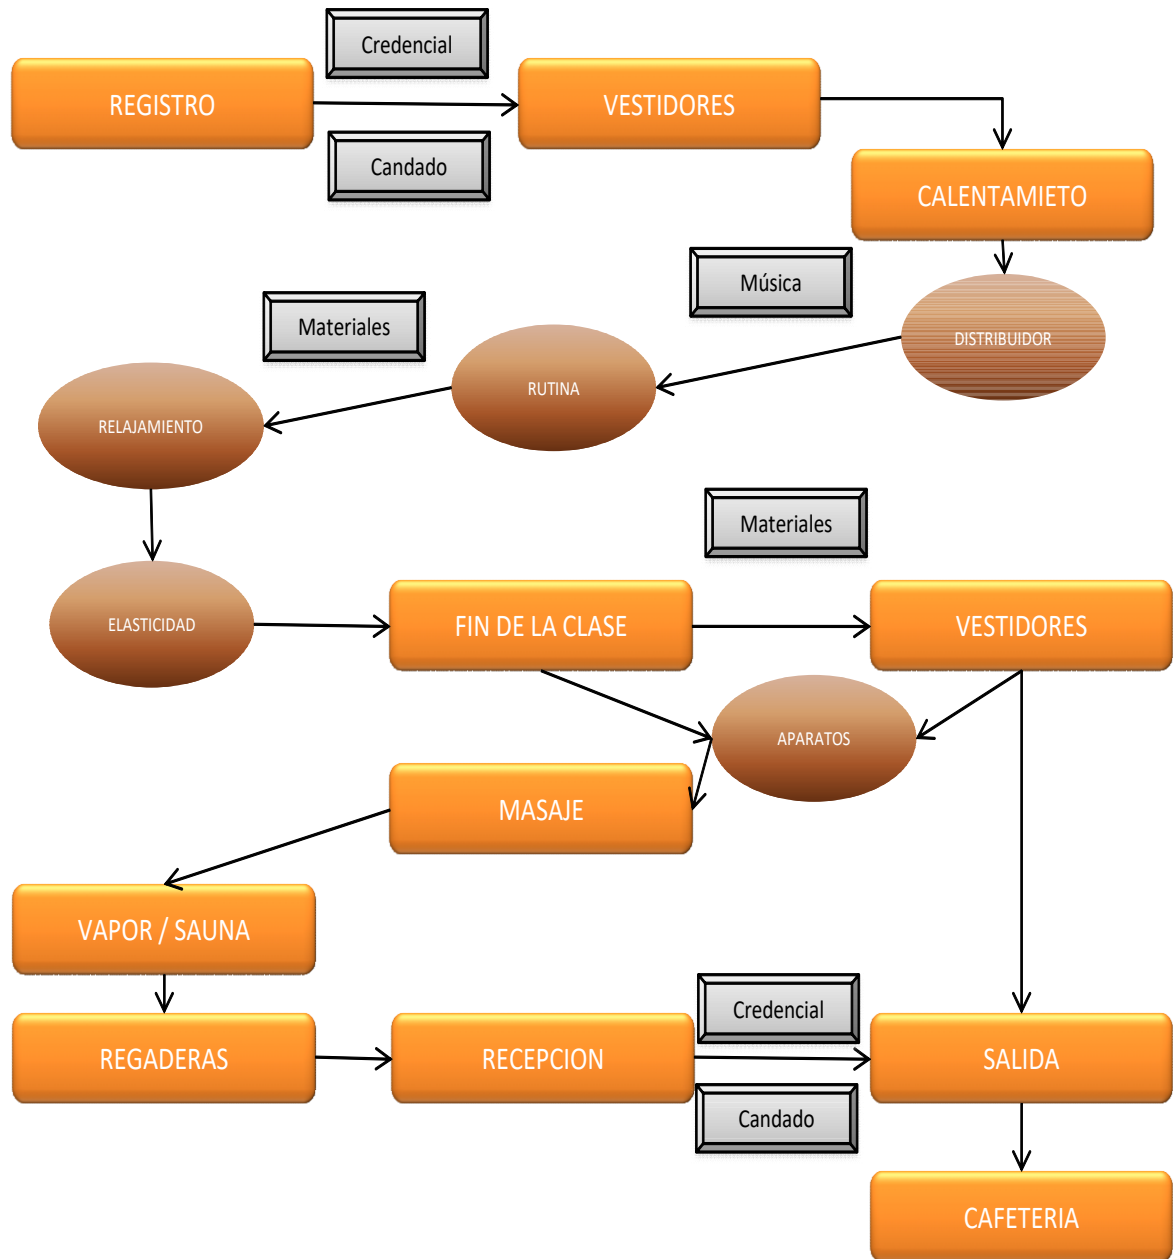 Credencial
REGISTRO
VESTIDORES
Candado
CALENTAMIETO
Música
Materiales
DISTRIBUIDOR
RUTINA
RELAJAMIENTO
Materiales
ELASTICIDAD
FIN DE LA CLASE
VESTIDORES
APARATOS
MASAJE
VAPOR / SAUNA
Credencial
REGADERAS
RECEPCION
SALIDA
Candado
CAFETERIA